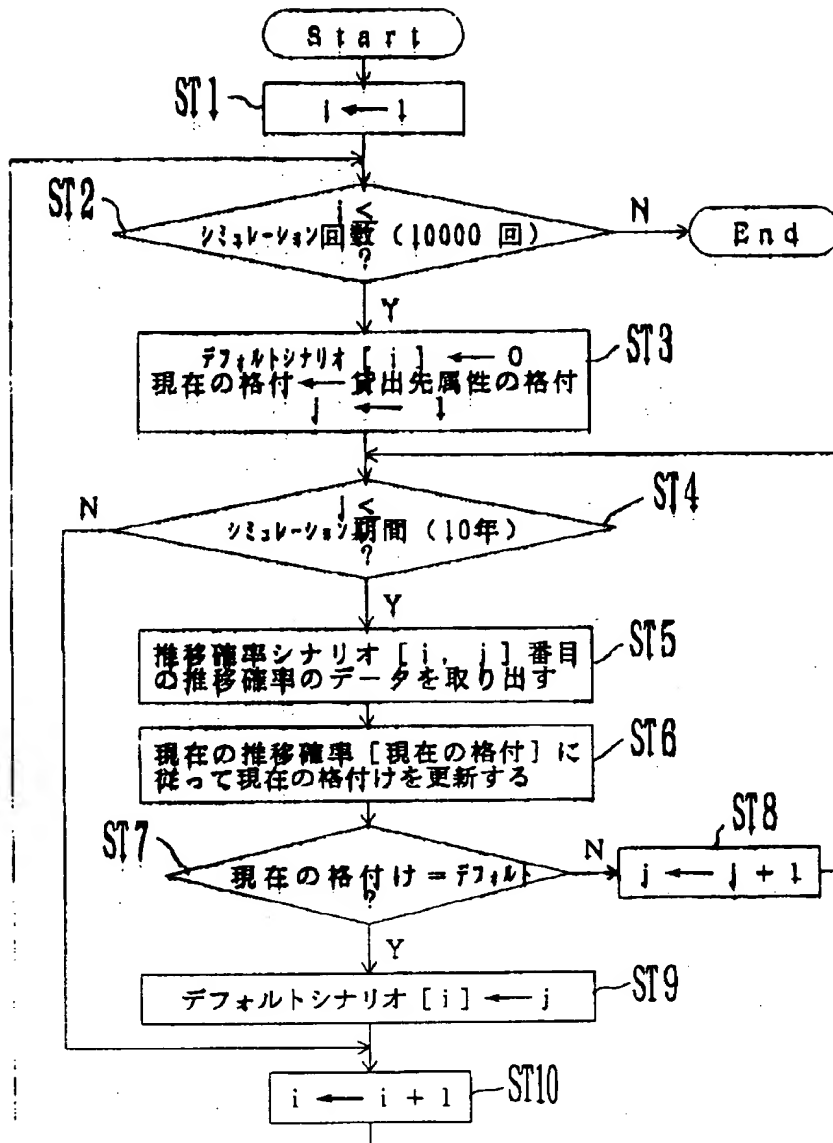 Start
ST1
i ← 1
ST2
i ≤
シミュレーション回数（10000 回）
?
N
End
Y
ST3
デフォルトシナリオ［i］← 0
現在の格付 ← 貸出先属性の格付
j ← 1
ST4
N
j ≤
シミュレーション期間（10年）
?
Y
ST5
推移確率シナリオ［i，j］番目
の推移確率のデータを取り出す
ST6
現在の推移確率［現在の格付］に
従って現在の格付けを更新する
ST7
現在の格付け＝デフォルト
?
N
ST8
j ← j + 1
Y
ST9
デフォルトシナリオ［i］← j
ST10
i ← i + 1